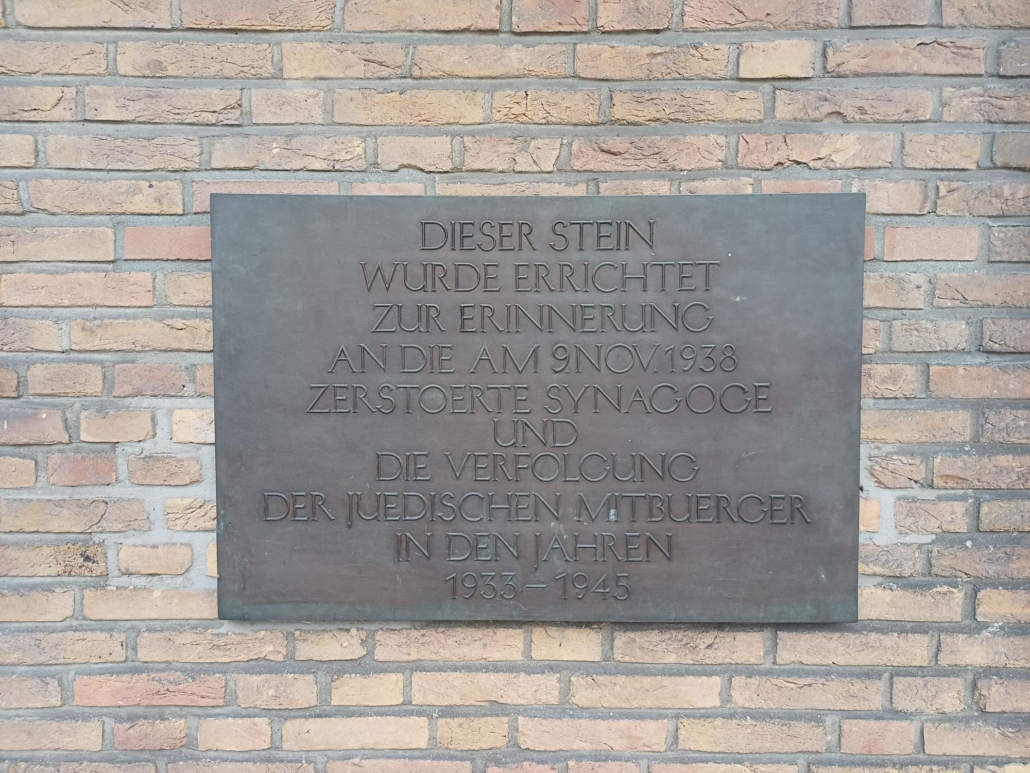 DIESER STEIN
WURDE ERRICHTET
ZUR ERINNERUNG
AN DIE AM 9.NOV.1938
ZERSTOERTE SYNAGOGE
UND
DIE VERFOLGUNG
DER JUEDISCHEN MITBUERGER
IN DEN JAHREN
1933 – 1945